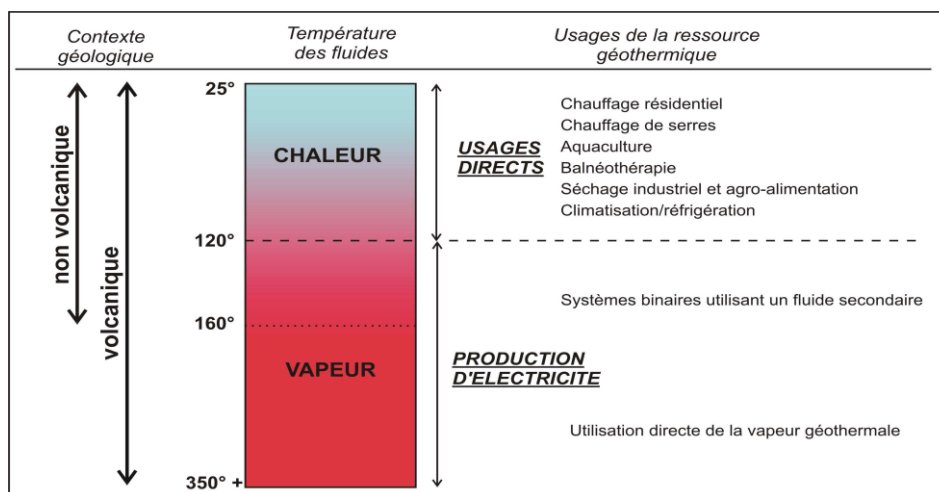 Contexte
géologique
Température
des fluides
Usages de la ressource
géothermique
non volcanique
volcanique
25°
120°
160°
350° +
CHALEUR
VAPEUR
USAGES
DIRECTS
Chauffage résidentiel
Chauffage de serres
Aquaculture
Balnéothérapie
Séchage industriel et agro-alimentation
Climatisation/réfrigération
PRODUCTION
D'ELECTRICITE
Systèmes binaires utilisant un fluide secondaire
Utilisation directe de la vapeur géothermale